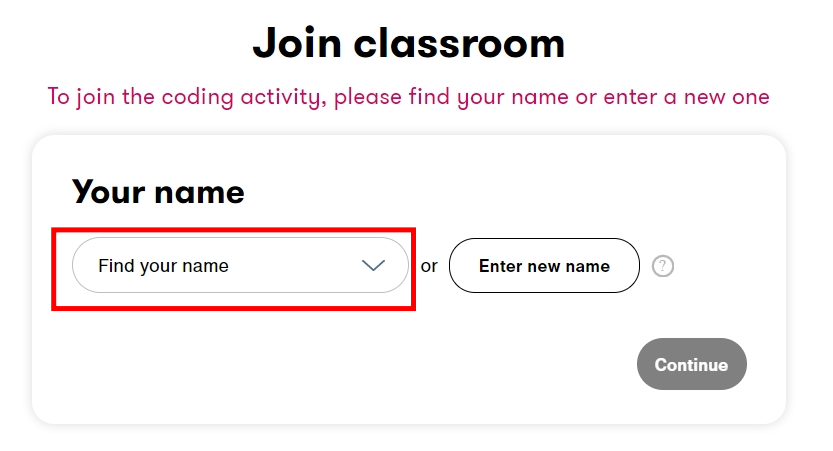 Join classroom
To join the coding activity, please find your name or enter a new one
Your name
Find your name or Enter new name ?
Continue